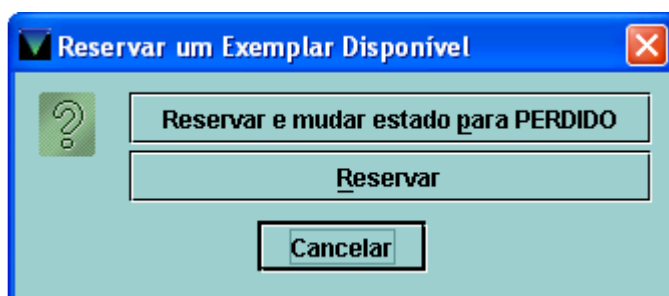 Reservar um Exemplar Disponível
Reservar e mudar estado para PERDIDO
Reservar
Cancelar